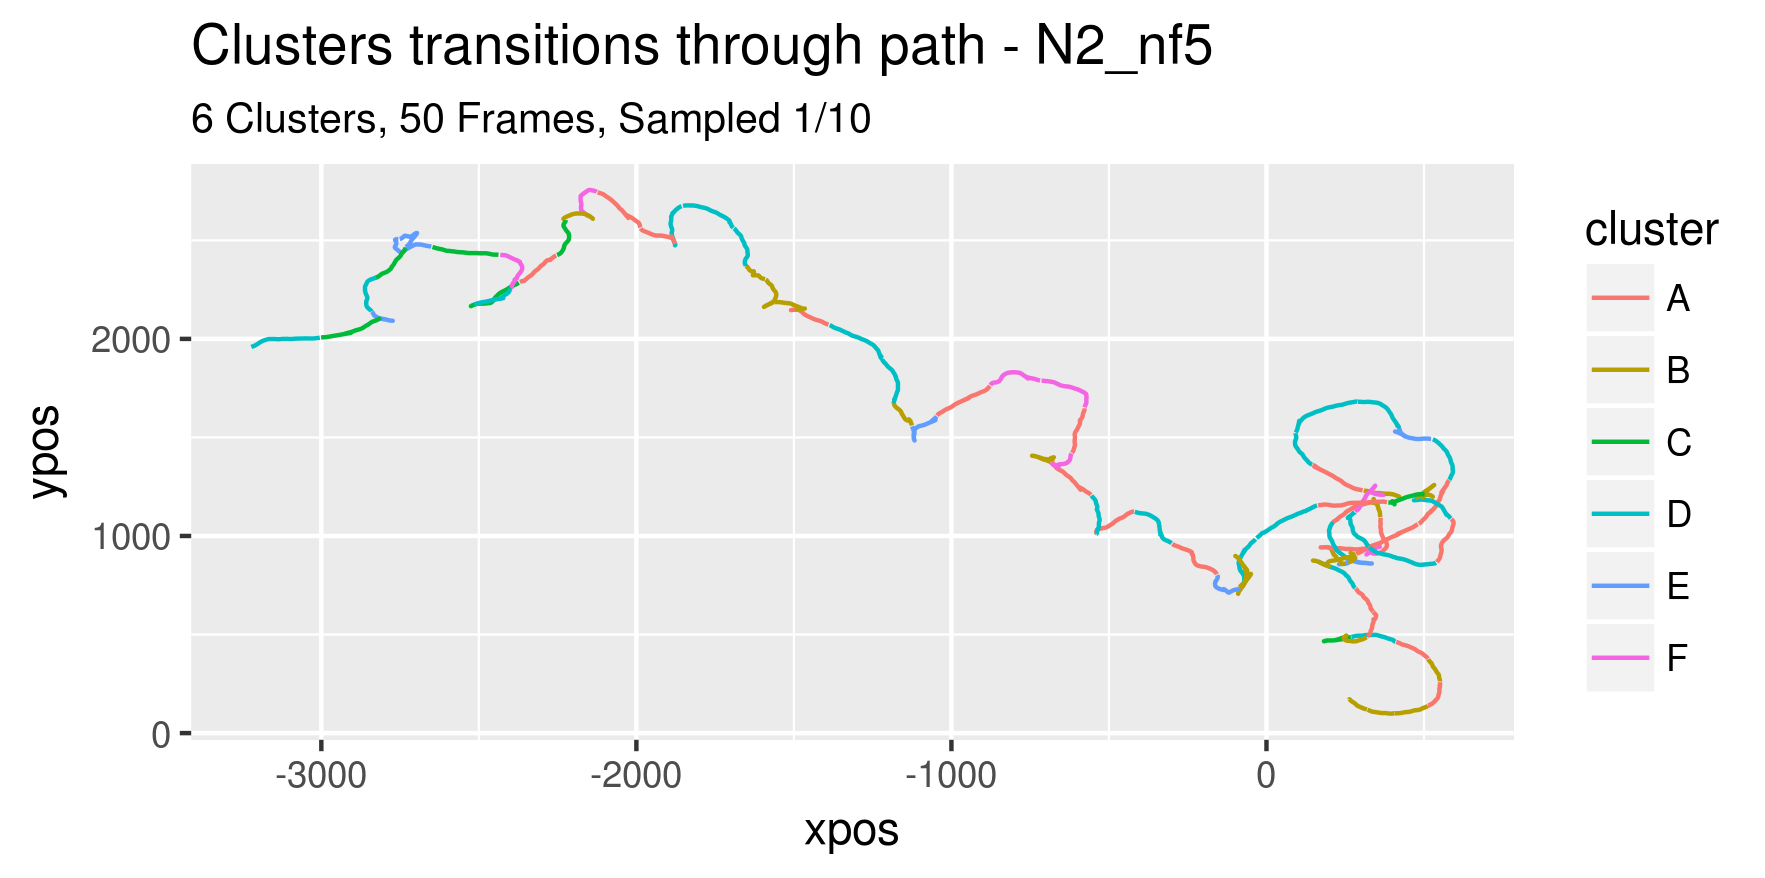 Clusters transitions through path - N2_nf5
6 Clusters, 50 Frames, Sampled 1/10
ypos
2000
1000
0
-3000
-2000
-1000
0
xpos
cluster
A
B
C
D
E
F